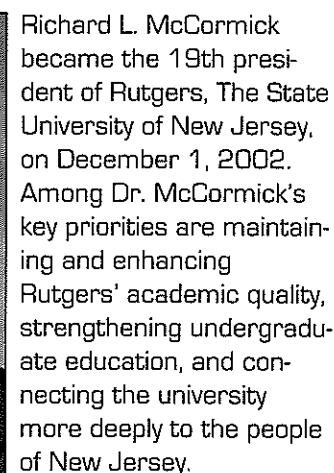 Richard L. McCormick
became the 19th presi-
dent of Rutgers, The State
University of New Jersey,
on December 1, 2002.
Among Dr. McCormick's
key priorities are maintain-
ing and enhancing
Rutgers' academic quality,
strengthening undergradu-
ate education, and con-
necting the university
more deeply to the people
of New Jersey.